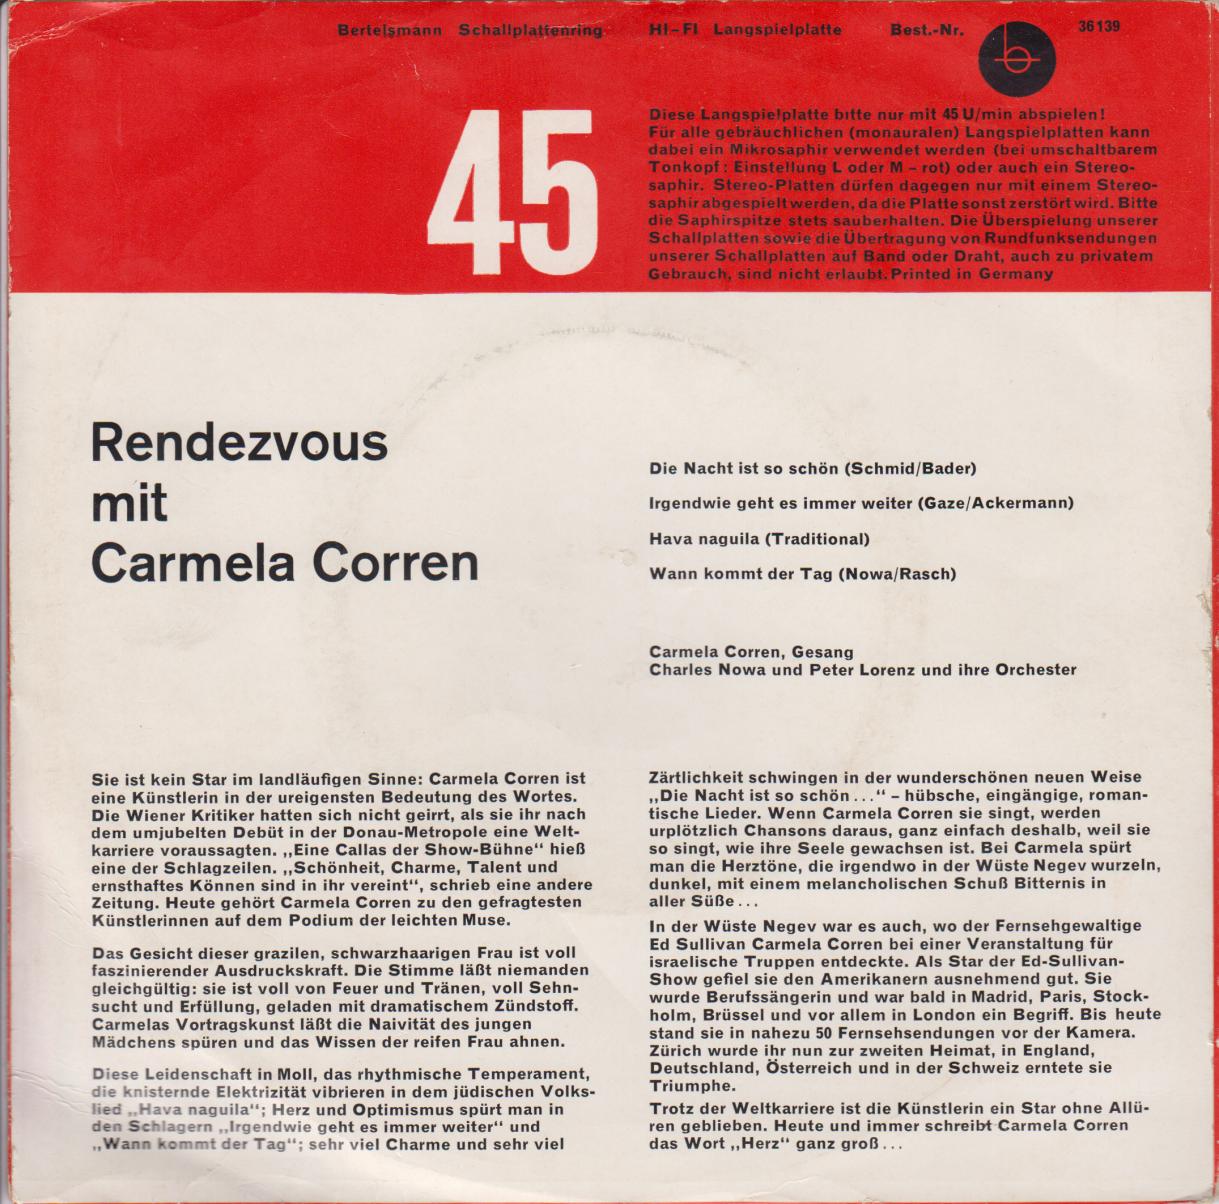 Bertelsmann Schallplattenring HI-FI Langspielplatte Best.-Nr. b 36139
45
Diese Langspielplatte bitte nur mit 45 U/min abspielen!
Für alle gebräuchlichen (monauralen) Langspielplatten kann
dabei ein Mikrosaphir verwendet werden (bei umschaltbarem
Tonkopf: Einstellung L oder M – rot) oder auch ein Stereo-
saphir. Stereo-Platten dürfen dagegen nur mit einem Stereo-
saphir abgespielt werden, da die Platte sonst zerstört wird. Bitte
die Saphirspitze stets sauberhalten. Die Überspielung unserer
Schallplatten sowie die Übertragung von Rundfunksendungen
unserer Schallplatten auf Band oder Draht, auch zu privatem
Gebrauch, sind nicht erlaubt. Printed in Germany
Rendezvous
mit
Carmela Corren
Die Nacht ist so schön (Schmid/Bader)
Irgendwie geht es immer weiter (Gaze/Ackermann)
Hava naguila (Traditional)
Wann kommt der Tag (Nowa/Rasch)
Carmela Corren, Gesang
Charles Nowa und Peter Lorenz und ihre Orchester
Sie ist kein Star im landläufigen Sinne: Carmela Corren ist
eine Künstlerin in der ureigensten Bedeutung des Wortes.
Die Wiener Kritiker hatten sich nicht geirrt, als sie ihr nach
dem umjubelten Debüt in der Donau-Metropole eine Welt-
karriere voraussagten. „Eine Callas der Show-Bühne“ hieß
eine der Schlagzeilen. „Schönheit, Charme, Talent und
ernsthaftes Können sind in ihr vereint“, schrieb eine andere
Zeitung. Heute gehört Carmela Corren zu den gefragtesten
Künstlerinnen auf dem Podium der leichten Muse.
Das Gesicht dieser grazilen, schwarzhaarigen Frau ist voll
faszinierender Ausdruckskraft. Die Stimme läßt niemanden
gleichgültig: sie ist voll von Feuer und Tränen, voll Sehn-
sucht und Erfüllung, geladen mit dramatischem Zündstoff.
Carmelas Vortragskunst läßt die Naivität des jungen
Mädchens spüren und das Wissen der reifen Frau ahnen.
Diese Leidenschaft in Moll, das rhythmische Temperament,
die knisternde Elektrizität vibrieren in dem jüdischen Volks-
lied „Hava naguila“; Herz und Optimismus spürt man in
den Schlagern „Irgendwie geht es immer weiter“ und
„Wann kommt der Tag“; sehr viel Charme und sehr viel
Zärtlichkeit schwingen in der wunderschönen neuen Weise
„Die Nacht ist so schön...“ – hübsche, eingängige, roman-
tische Lieder. Wenn Carmela Corren sie singt, werden
urplötzlich Chansons daraus, ganz einfach deshalb, weil sie
so singt, wie ihre Seele gewachsen ist. Bei Carmela spürt
man die Herztöne, die irgendwo in der Wüste Negev wurzeln,
dunkel, mit einem melancholischen Schuß Bitternis in
aller Süße...
In der Wüste Negev war es auch, wo der Fernsehgewaltige
Ed Sullivan Carmela Corren bei einer Veranstaltung für
israelische Truppen entdeckte. Als Star der Ed-Sullivan-
Show gefiel sie den Amerikanern ausnehmend gut. Sie
wurde Berufssängerin und war bald in Madrid, Paris, Stock-
holm, Brüssel und vor allem in London ein Begriff. Bis heute
stand sie in nahezu 50 Fernsehsendungen vor der Kamera.
Zürich wurde ihr nun zur zweiten Heimat, in England,
Deutschland, Österreich und in der Schweiz erntete sie
Triumphe.
Trotz der Weltkarriere ist die Künstlerin ein Star ohne Allü-
ren geblieben. Heute und immer schreibt Carmela Corren
das Wort „Herz“ ganz groß...